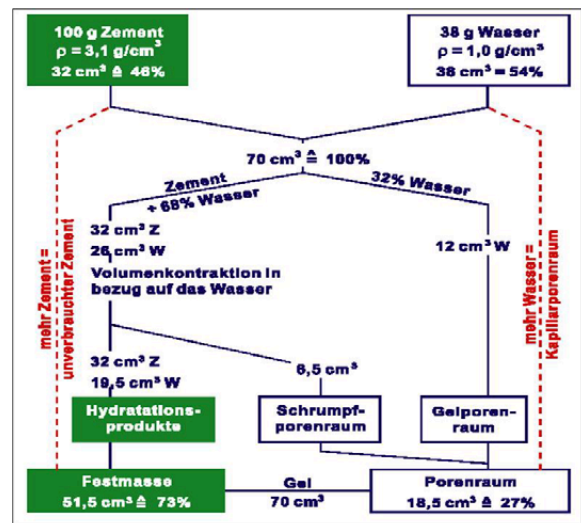 100 g Zement
ρ = 3,1 g/cm³
32 cm³ ≙ 46%
38 g Wasser
ρ = 1,0 g/cm³
38 cm³ = 54%
70 cm³ ≙ 100%
Zement
+ 68% Wasser
32% Wasser
32 cm³ Z
26 cm³ W
12 cm³ W
Volumenkontraktion in
bezug auf das Wasser
mehr Zement =
unverbrauchter Zement
mehr Wasser =
Kapillarporenraum
32 cm³ Z
19,5 cm³ W
6,5 cm³
Hydratations-
produkte
Schrumpf-
porenraum
Gelporen-
raum
Festmasse
51,5 cm³ ≙ 73%
Gel
70 cm³
Porenraum
18,5 cm³ ≙ 27%